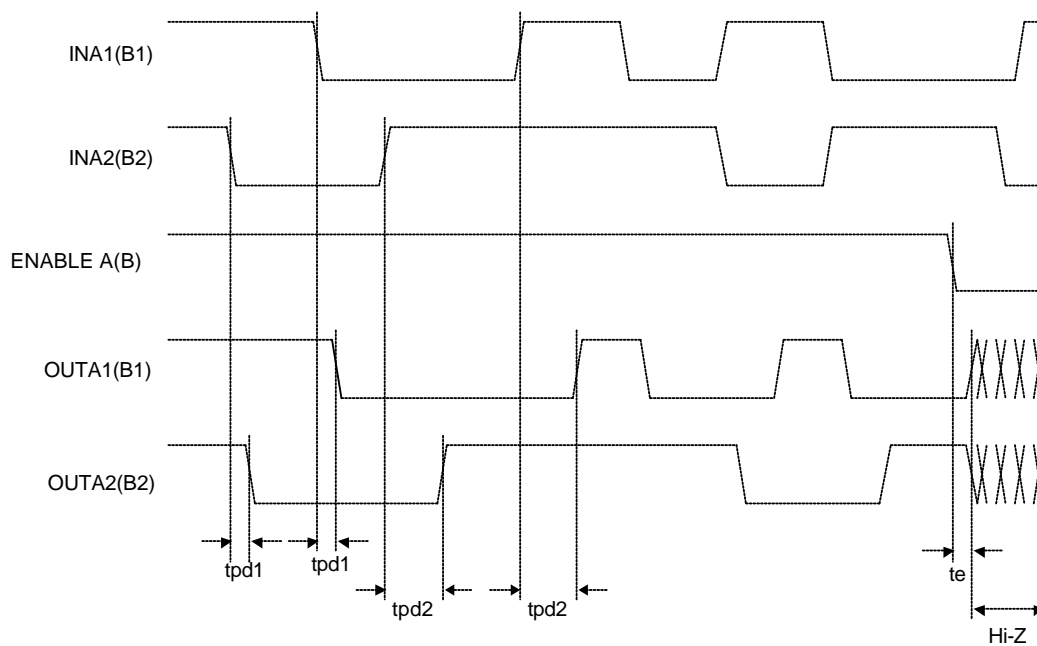 INA1(B1)
INA2(B2)
ENABLE A(B)
OUTA1(B1)
OUTA2(B2)
tpd1
tpd1
te
tpd2
tpd2
Hi-Z